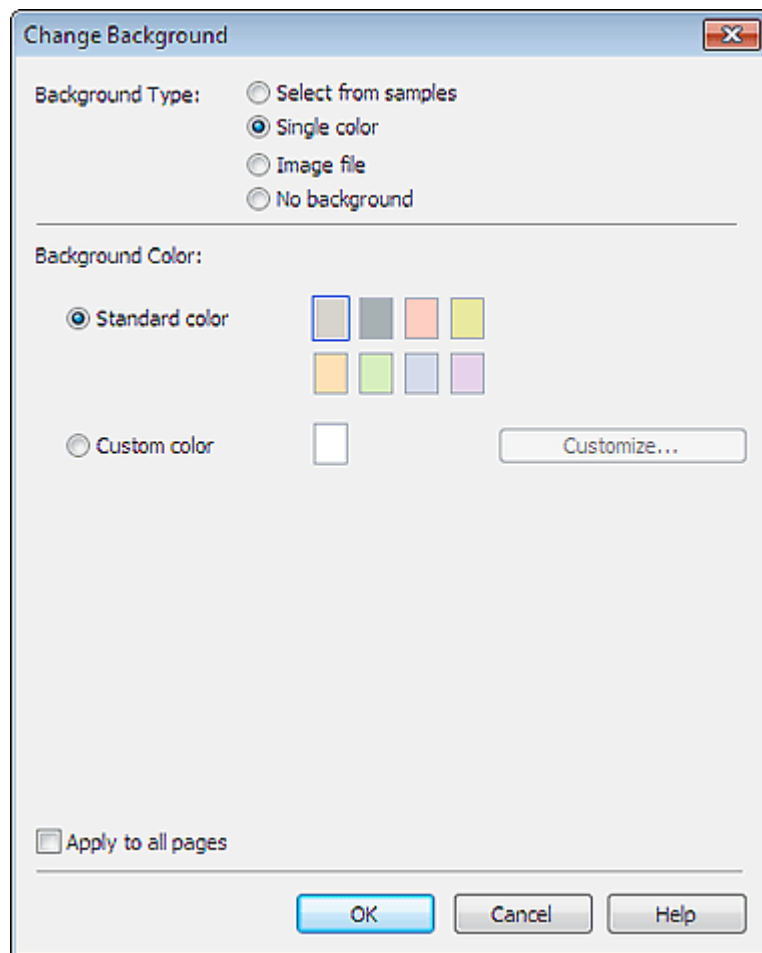 Change Background
Background Type:
Select from samples
Single color
Image file
No background
Background Color:
Standard color
Custom color
Customize...
Apply to all pages
OK
Cancel
Help